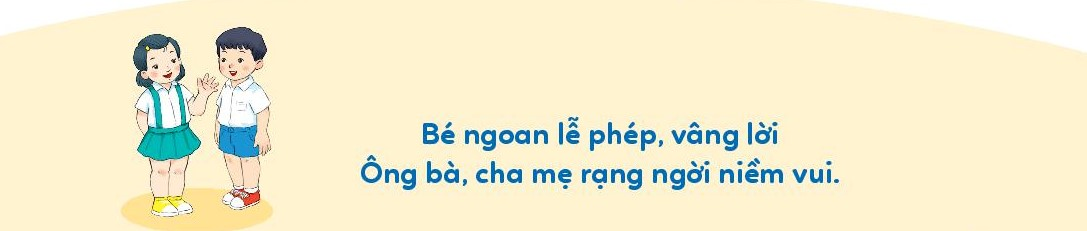 Bé ngoan lễ phép, vâng lời
Ông bà, cha mẹ rạng ngời niềm vui.